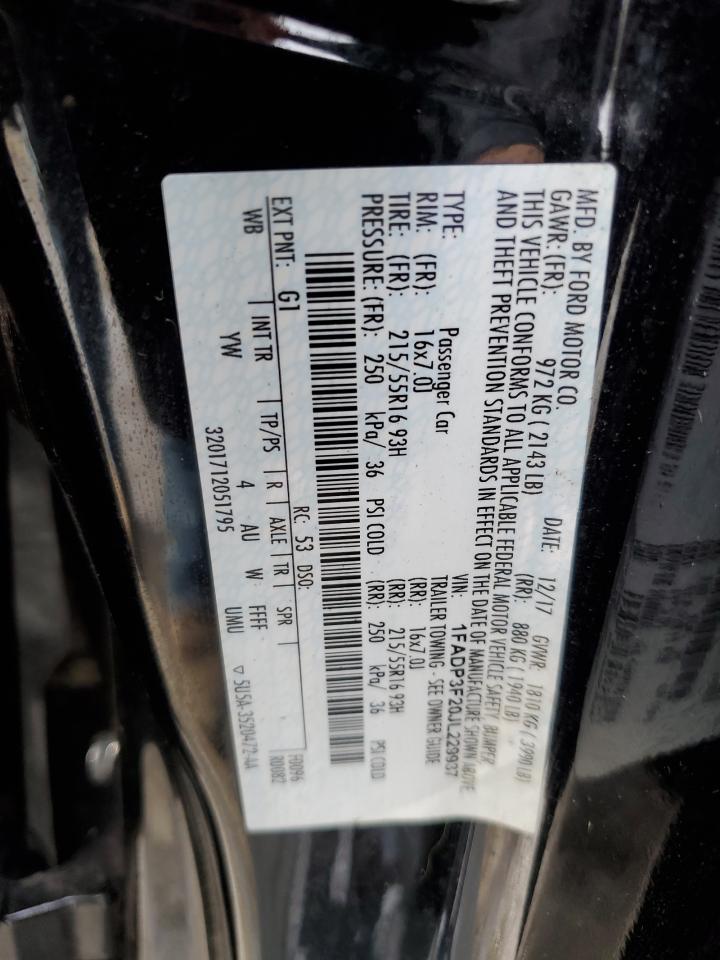 MFD. BY FORD MOTOR CO. DATE: 12/17 GVWR: 1810 KG ( 3990 LB)
GAWR: (FR): 972 KG ( 2143 LB) (RR): 880 KG ( 1940 LB)
THIS VEHICLE CONFORMS TO ALL APPLICABLE FEDERAL MOTOR VEHICLE SAFETY, BUMPER
AND THEFT PREVENTION STANDARDS IN EFFECT ON THE DATE OF MANUFACTURE SHOWN ABOVE.
VIN: 1FADP3F20JL229937
TYPE: Passenger Car TRAILER TOWING - SEE OWNER GUIDE
RIM: (FR): 16x7.0J (RR): 16x7.0J
TIRE: (FR): 215/55R16 93H (RR): 215/55R16 93H
PRESSURE: (FR): 250 kPa/ 36 PSI COLD (RR): 250 kPa/ 36 PSI COLD
EXT PNT: G1 RC: 53 DSO: F0096
WB INT TR TP/PS R AXLE TR SPR R0082
YW 4 AU W FFFF
3201712051795 UMU ▽ 5U5A-3520472-AA